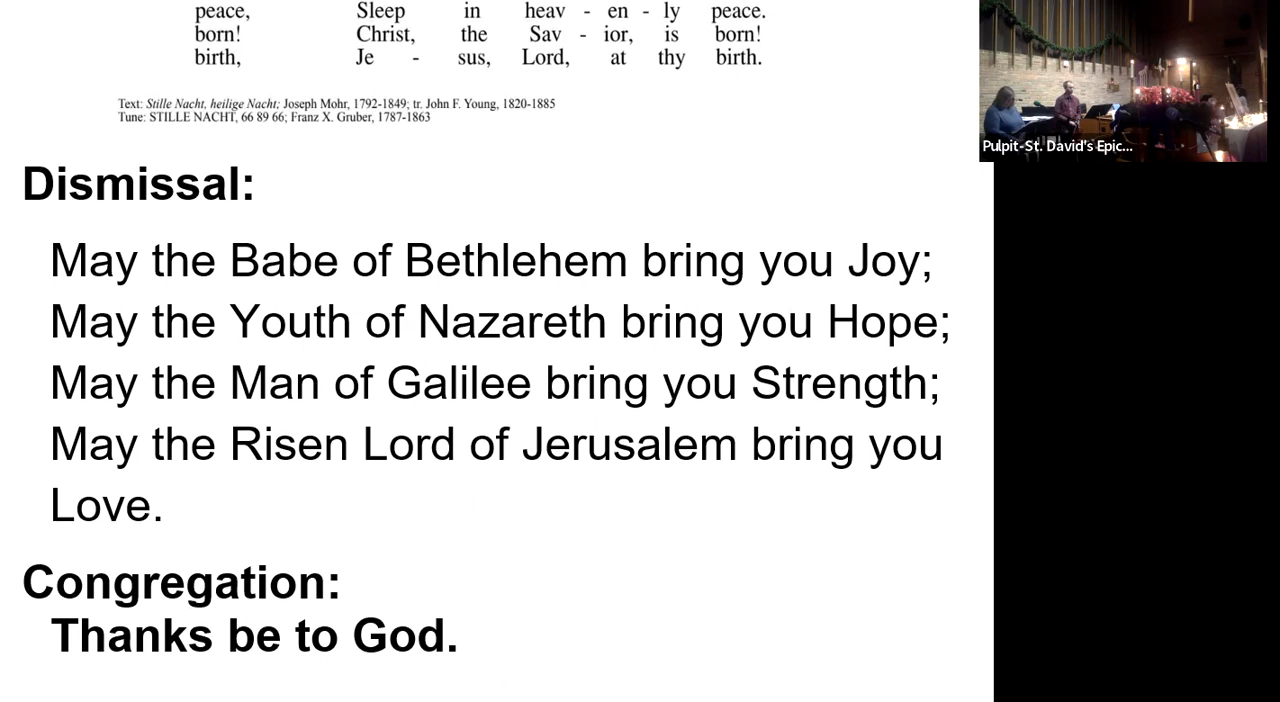 peace, Sleep in heav - en - ly peace.
born! Christ, the Sav - ior, is born!
birth, Je - sus, Lord, at thy birth.
Text: Stille Nacht, heilige Nacht; Joseph Mohr, 1792-1849; tr. John F. Young, 1820-1885
Tune: STILLE NACHT, 66 89 66; Franz X. Gruber, 1787-1863
Pulpit-St. David's Epic...
Dismissal:
May the Babe of Bethlehem bring you Joy;
May the Youth of Nazareth bring you Hope;
May the Man of Galilee bring you Strength;
May the Risen Lord of Jerusalem bring you
Love.
Congregation:
Thanks be to God.